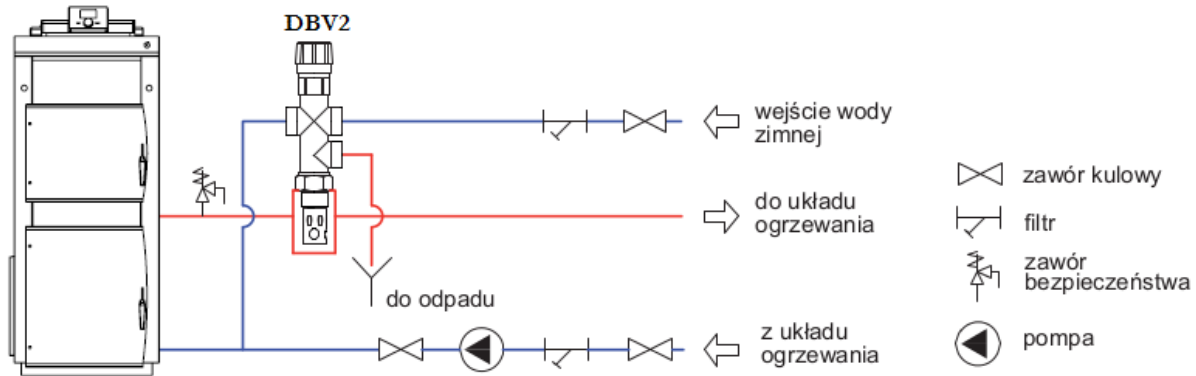 DBV2
wejście wody
zimnej
do układu
ogrzewania
do odpadu
z układu
ogrzewania
zawór kulowy
filtr
zawór
bezpieczeństwa
pompa